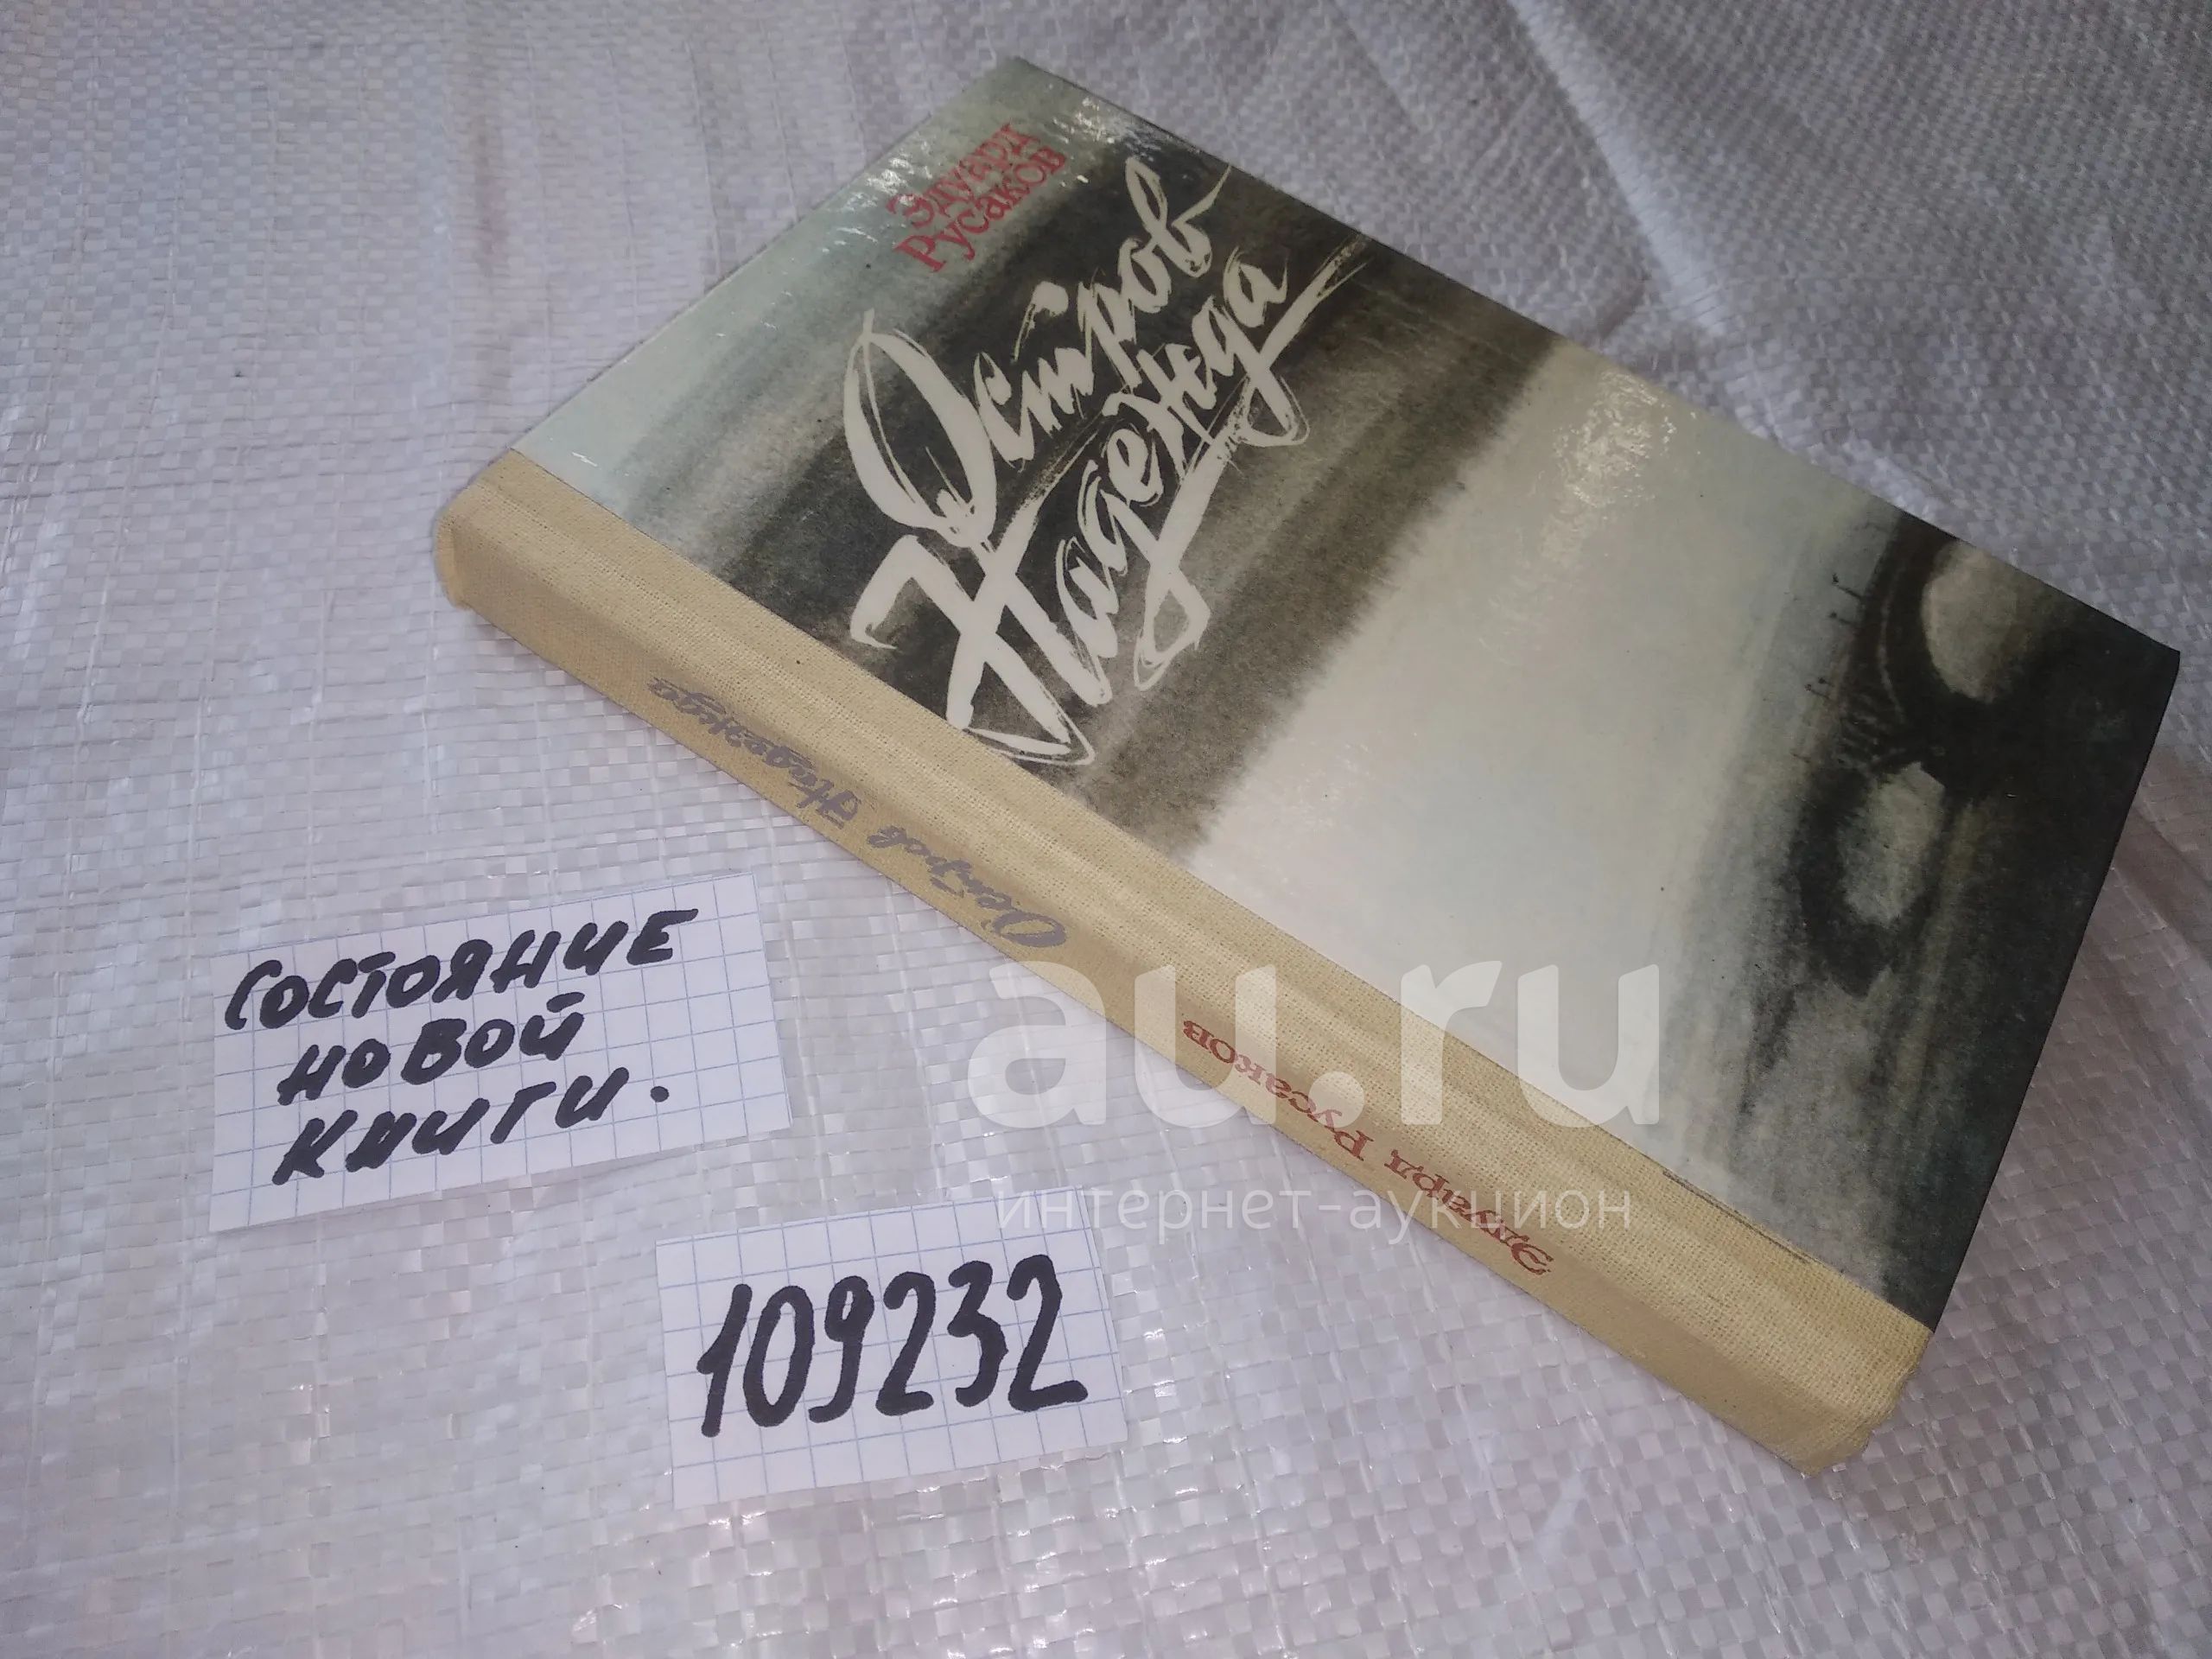 Эдуард
Русаков
Остров
Надежда
Остров Надежда
Эдуард Русаков
СОСТОЯНИЕ
НОВОЙ
КНИГИ.
109232
au.ru
интернет-аукцион